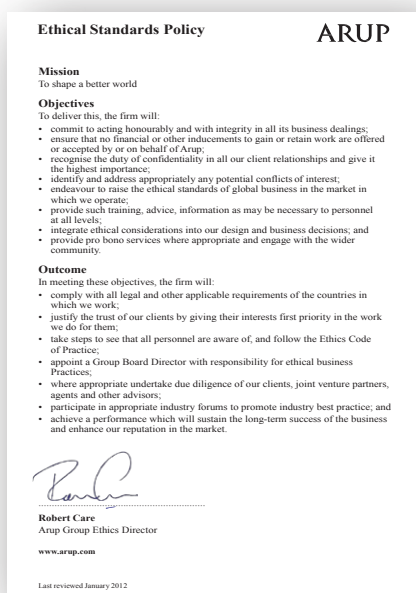 Ethical Standards Policy
ARUP
Mission
To shape a better world
Objectives
To deliver this, the firm will:
• commit to acting honourably and with integrity in all its business dealings;
• ensure that no financial or other inducements to gain or retain work are offered
or accepted by or on behalf of Arup;
• recognise the duty of confidentiality in all our client relationships and give it
the highest importance;
• identify and address appropriately any potential conflicts of interest;
• endeavour to raise the ethical standards of global business in the market in
which we operate;
• provide such training, advice, information as may be necessary to personnel
at all levels;
• integrate ethical considerations into our design and business decisions; and
• provide pro bono services where appropriate and engage with the wider
community.
Outcome
In meeting these objectives, the firm will:
• comply with all legal and other applicable requirements of the countries in
which we work;
• justify the trust of our clients by giving their interests first priority in the work
we do for them;
• take steps to see that all personnel are aware of, and follow the Ethics Code
of Practice;
• appoint a Group Board Director with responsibility for ethical business
Practices;
• where appropriate undertake due diligence of our clients, joint venture partners,
agents and other advisors;
• participate in appropriate industry forums to promote industry best practice; and
• achieve a performance which will sustain the long-term success of the business
and enhance our reputation in the market.
Robert Care
Arup Group Ethics Director
www.arup.com
Last reviewed January 2012